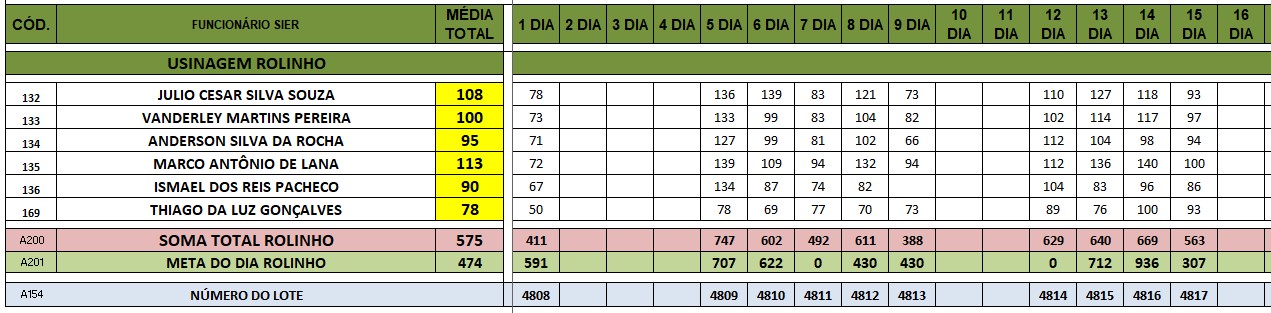 CÓD. FUNCIONÁRIO SIER MÉDIA TOTAL 1 DIA 2 DIA 3 DIA 4 DIA 5 DIA 6 DIA 7 DIA 8 DIA 9 DIA 10 DIA 11 DIA 12 DIA 13 DIA 14 DIA 15 DIA 16 DIA
USINAGEM ROLINHO
132 JULIO CESAR SILVA SOUZA 108 78 136 139 83 121 73 110 127 118 93
133 VANDERLEY MARTINS PEREIRA 100 73 133 99 83 104 82 102 114 117 97
134 ANDERSON SILVA DA ROCHA 95 71 127 99 81 102 66 112 104 98 94
135 MARCO ANTÔNIO DE LANA 113 72 139 109 94 132 94 112 136 140 100
136 ISMAEL DOS REIS PACHECO 90 67 134 87 74 82 104 83 96 86
169 THIAGO DA LUZ GONÇALVES 78 50 78 69 77 70 73 89 76 100 93
A200 SOMA TOTAL ROLINHO 575 411 747 602 492 611 388 629 640 669 563
A201 META DO DIA ROLINHO 474 591 707 622 0 430 430 0 712 936 307
A154 NÚMERO DO LOTE 4808 4809 4810 4811 4812 4813 4814 4815 4816 4817